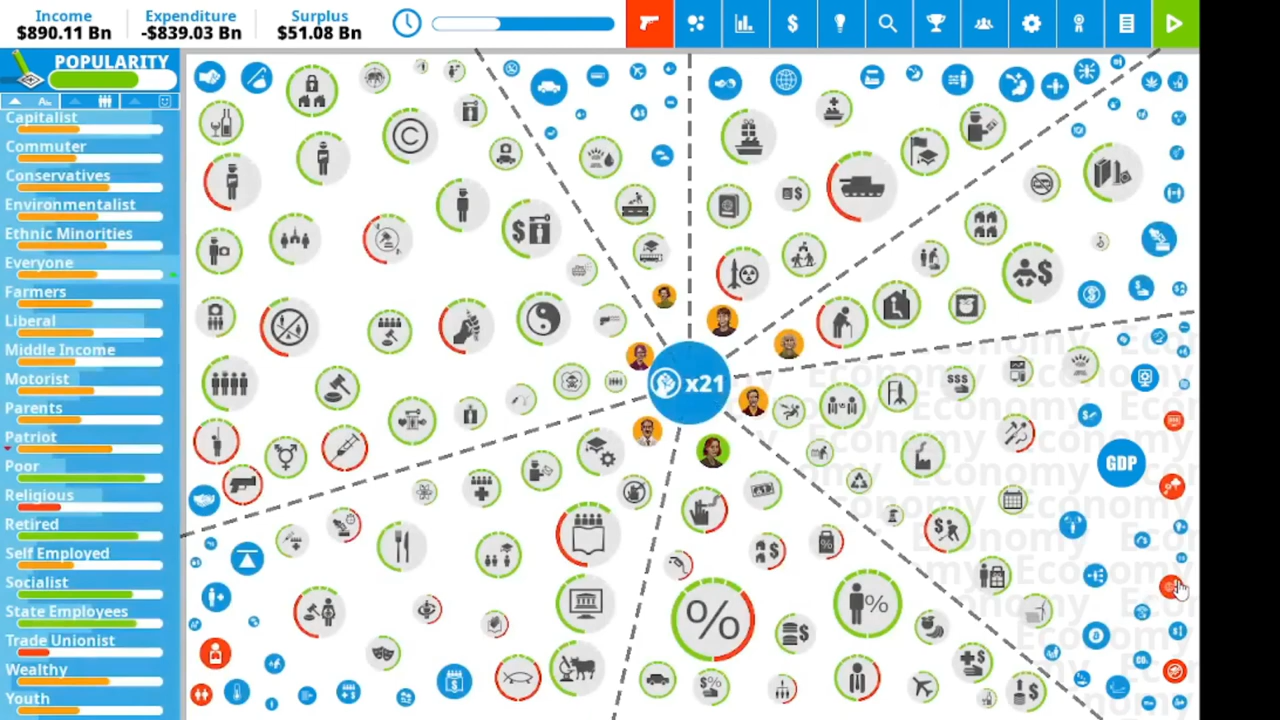 Income
Expenditure
Surplus
$890.11 Bn
-$839.03 Bn
$51.08 Bn
POPULARITY
Capitalist
Commuter
Conservatives
Environmentalist
Ethnic Minorities
Everyone
Farmers
Liberal
Middle Income
Motorist
Parents
Patriot
Poor
Religious
Retired
Self Employed
Socialist
State Employees
Trade Unionist
Wealthy
Youth
x21
GDP
Economy